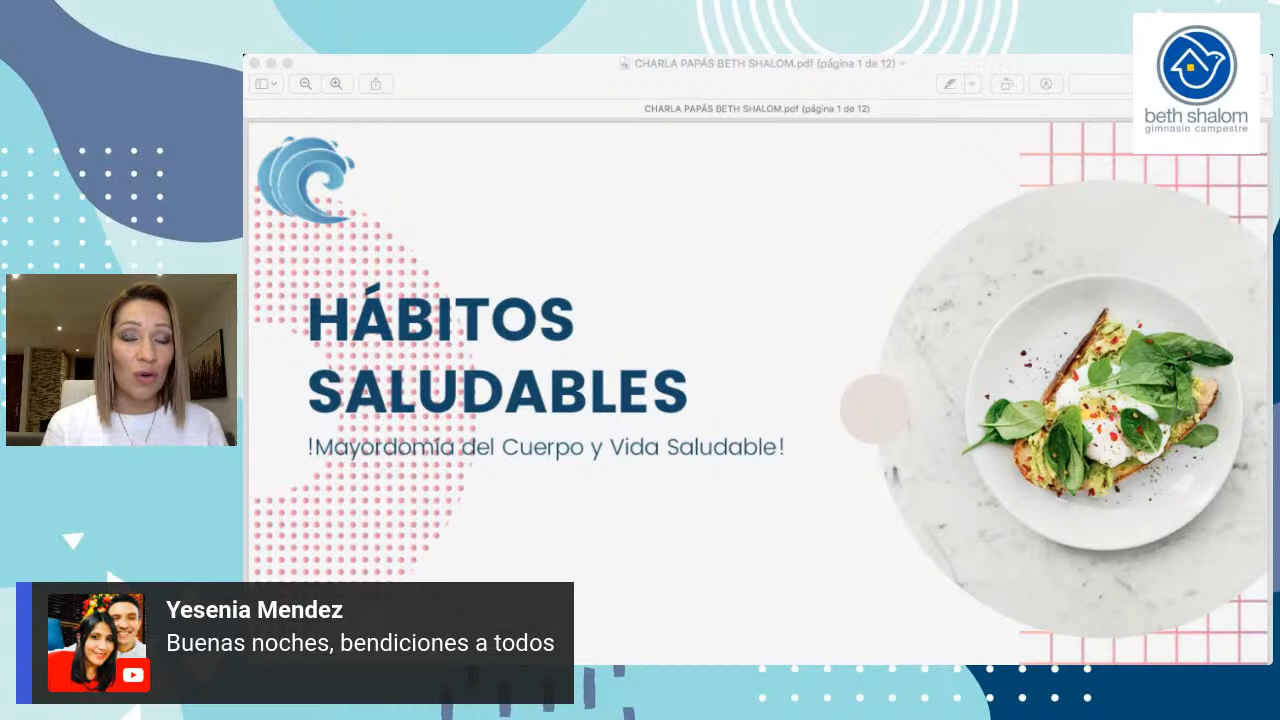 CHARLA PAPÁS BETH SHALOM.pdf (página 1 de 12)
CHARLA PAPÁS BETH SHALOM.pdf (página 1 de 12)
beth shalom
gimnasio campestre
HÁBITOS
SALUDABLES
!Mayordomía del Cuerpo y Vida Saludable!
Yesenia Mendez
Buenas noches, bendiciones a todos